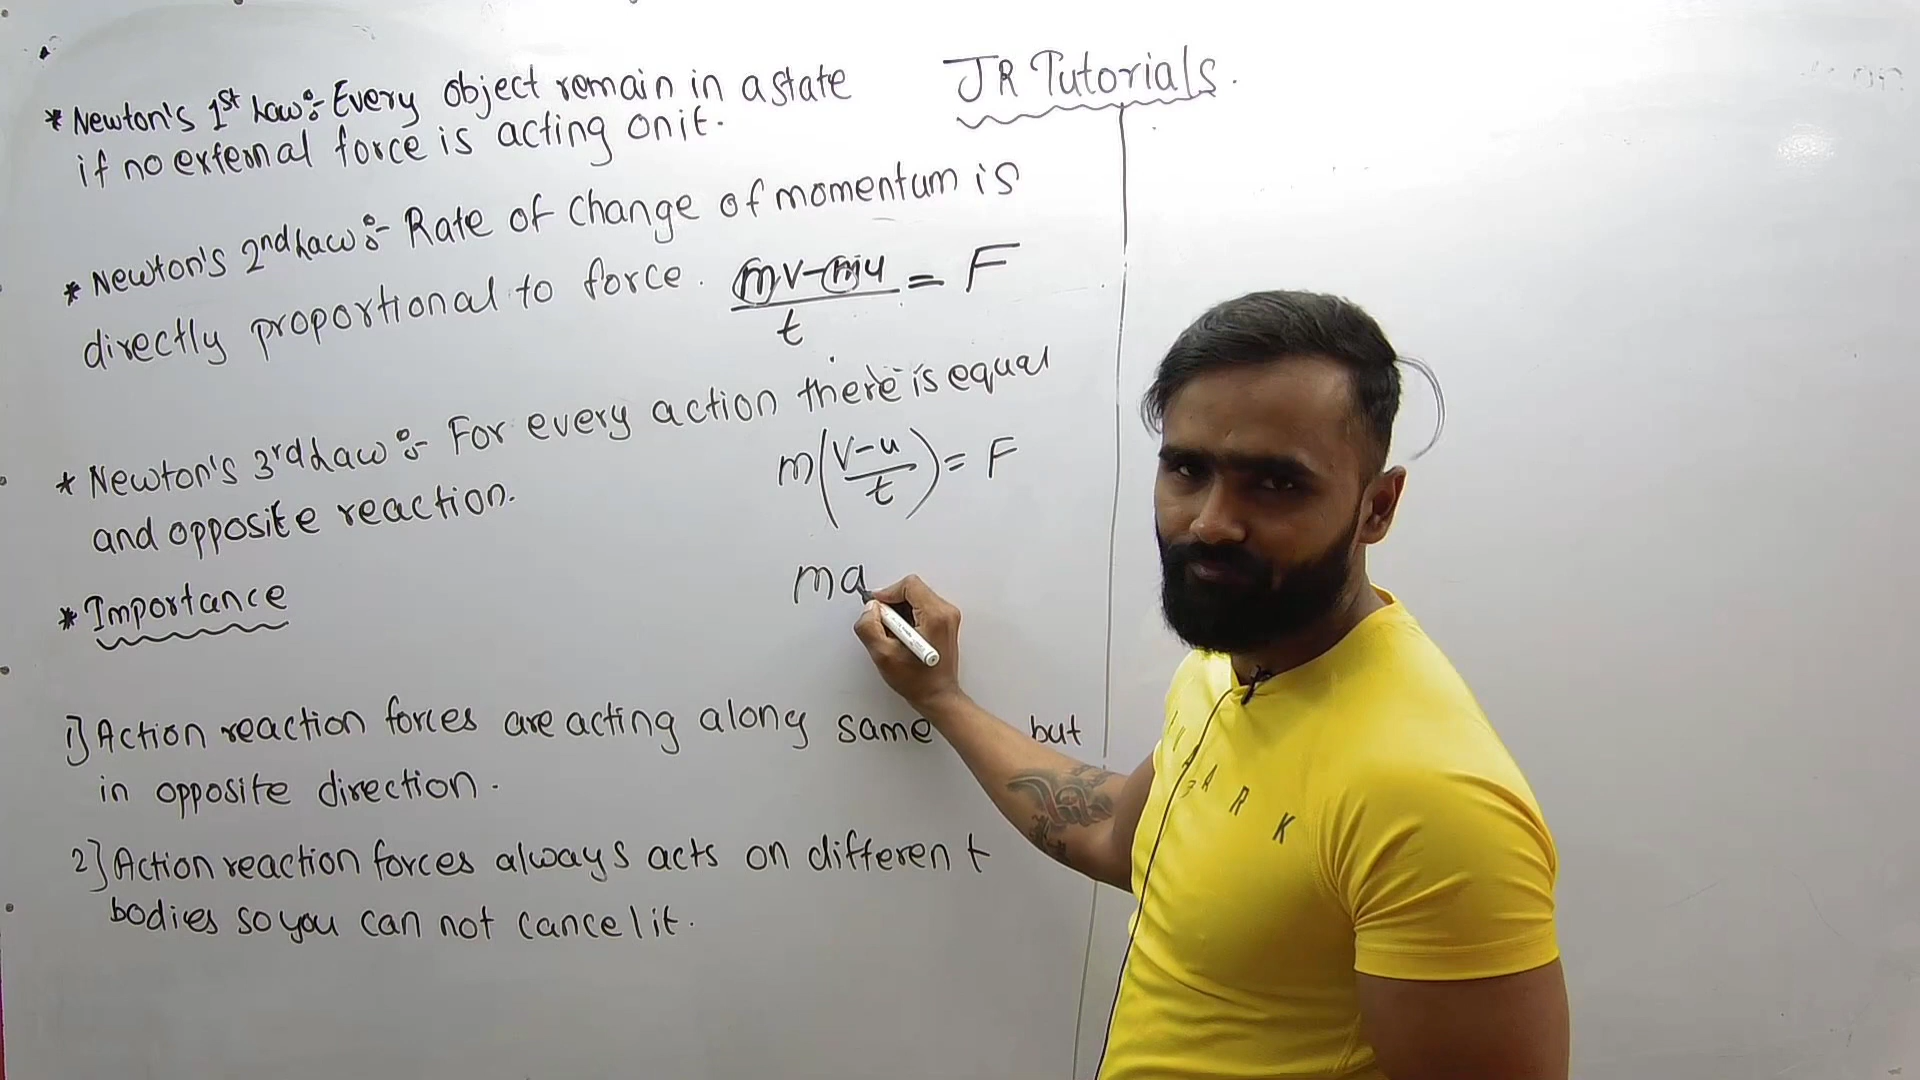 * Newton's 1st Law:- Every object remain in a state
if no external force is acting on it.
JR Tutorials.
* Newton's 2nd Law:- Rate of change of momentum is
directly proportional to force. (mv-mu)/t = F
* Newton's 3rd Law:- For every action there is equal
and opposite reaction.
m((v-u)/t) = F
ma
* Importance
1] Action reaction forces are acting along same but
in opposite direction.
2] Action reaction forces always acts on different
bodies so you can not cancel it.
A R K